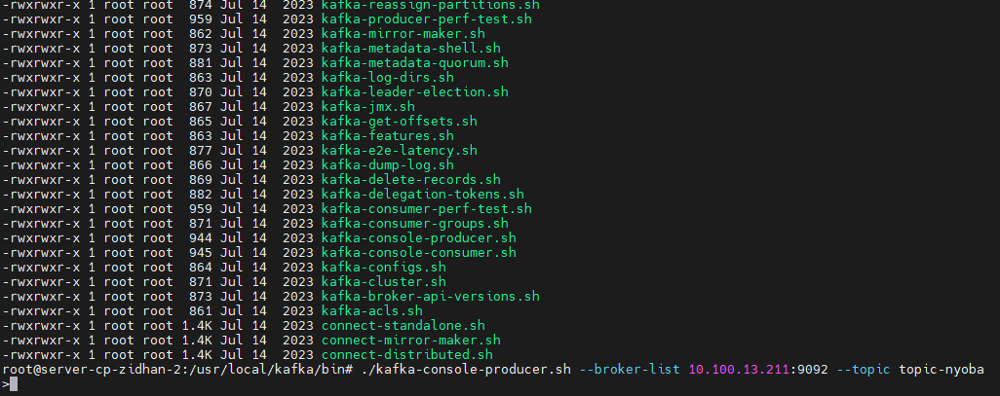 -rwxrwxr-x 1 root root  874 Jul 14  2023 kafka-reassign-partitions.sh
-rwxrwxr-x 1 root root  959 Jul 14  2023 kafka-producer-perf-test.sh
-rwxrwxr-x 1 root root  862 Jul 14  2023 kafka-mirror-maker.sh
-rwxrwxr-x 1 root root  873 Jul 14  2023 kafka-metadata-shell.sh
-rwxrwxr-x 1 root root  881 Jul 14  2023 kafka-metadata-quorum.sh
-rwxrwxr-x 1 root root  863 Jul 14  2023 kafka-log-dirs.sh
-rwxrwxr-x 1 root root  870 Jul 14  2023 kafka-leader-election.sh
-rwxrwxr-x 1 root root  867 Jul 14  2023 kafka-jmx.sh
-rwxrwxr-x 1 root root  865 Jul 14  2023 kafka-get-offsets.sh
-rwxrwxr-x 1 root root  863 Jul 14  2023 kafka-features.sh
-rwxrwxr-x 1 root root  877 Jul 14  2023 kafka-e2e-latency.sh
-rwxrwxr-x 1 root root  866 Jul 14  2023 kafka-dump-log.sh
-rwxrwxr-x 1 root root  869 Jul 14  2023 kafka-delete-records.sh
-rwxrwxr-x 1 root root  882 Jul 14  2023 kafka-delegation-tokens.sh
-rwxrwxr-x 1 root root  959 Jul 14  2023 kafka-consumer-perf-test.sh
-rwxrwxr-x 1 root root  871 Jul 14  2023 kafka-consumer-groups.sh
-rwxrwxr-x 1 root root  944 Jul 14  2023 kafka-console-producer.sh
-rwxrwxr-x 1 root root  945 Jul 14  2023 kafka-console-consumer.sh
-rwxrwxr-x 1 root root  864 Jul 14  2023 kafka-configs.sh
-rwxrwxr-x 1 root root  871 Jul 14  2023 kafka-cluster.sh
-rwxrwxr-x 1 root root  873 Jul 14  2023 kafka-broker-api-versions.sh
-rwxrwxr-x 1 root root  861 Jul 14  2023 kafka-acls.sh
-rwxrwxr-x 1 root root 1.4K Jul 14  2023 connect-standalone.sh
-rwxrwxr-x 1 root root 1.4K Jul 14  2023 connect-mirror-maker.sh
-rwxrwxr-x 1 root root 1.4K Jul 14  2023 connect-distributed.sh
root@server-cp-zidhan-2:/usr/local/kafka/bin# ./kafka-console-producer.sh --broker-list 10.100.13.211:9092 --topic topic-nyoba
>